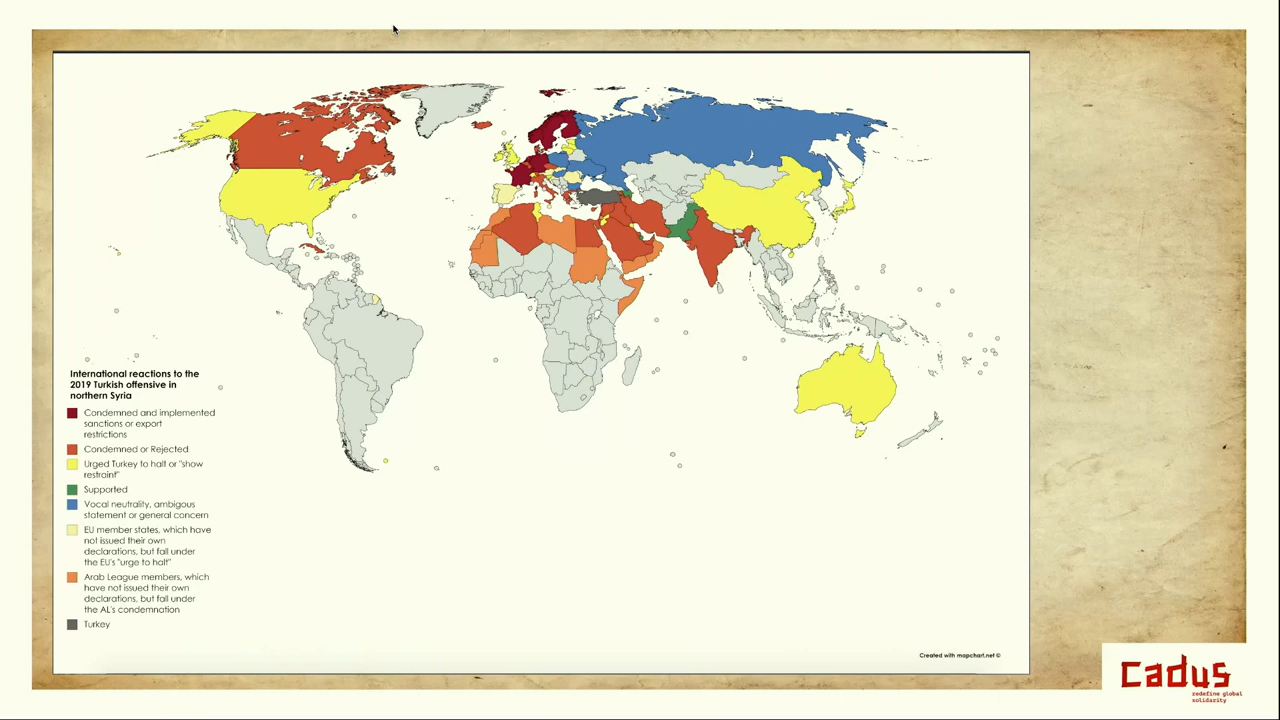 International reactions to the
2019 Turkish offensive in
northern Syria
Condemned and implemented
sanctions or export
restrictions
Condemned or Rejected
Urged Turkey to halt or "show
restraint"
Supported
Vocal neutrality, ambigous
statement or general concern
EU member states, which have
not issued their own
declarations, but fall under
the EU's "urge to halt"
Arab League members, which
have not issued their own
declarations, but fall under
the AL's condemnation
Turkey
Created with mapchart.net ©
cadus
redefine global
solidarity